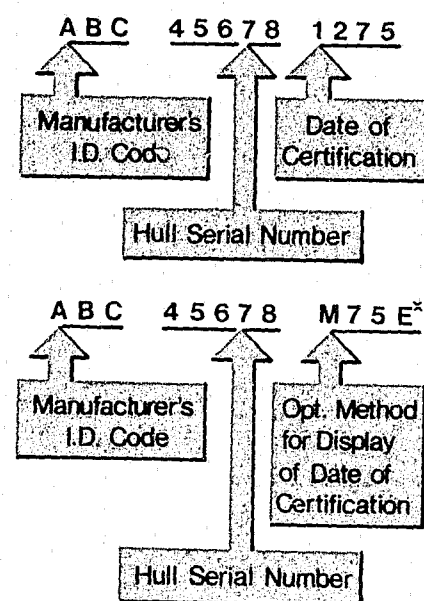 ABC 45678 1275
Manufacturer's
I.D. Code
Date of
Certification
Hull Serial Number
ABC 45678 M75E*
Manufacturer's
I.D. Code
Opt. Method
for Display
of Date of
Certification
Hull Serial Number